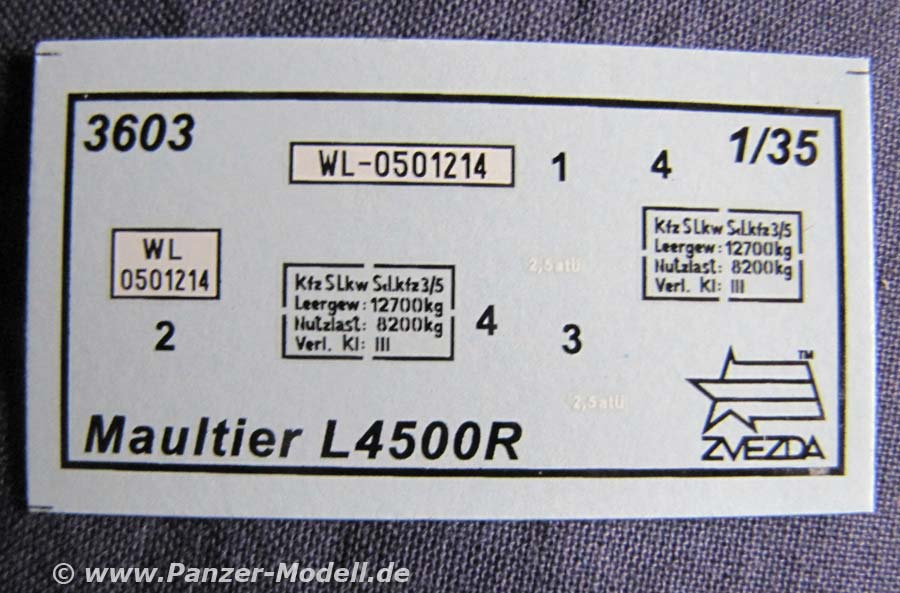 3603
1/35
WL-0501214
1
4
WL
0501214
2
Kfz S Lkw Sd.kfz 3/5
Leergew: 12700kg
Nutzlast: 8200kg
Verl. Kl: III
4
2,5 atü
3
2,5 atü
Kfz S Lkw Sd.kfz 3/5
Leergew: 12700kg
Nutzlast: 8200kg
Verl. Kl: III
TM
ZVEZDA
Maultier L4500R
© www.Panzer-Modell.de